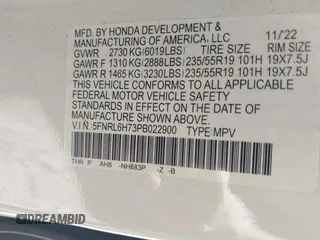 MFD BY HONDA DEVELOPMENT &
MANUFACTURING OF AMERICA, LLC 11/'22
GVWR 2730 KG(6019LBS) TIRE SIZE RIM SIZE
GAWR F 1310 KG(2888LBS) 235/55R19 101H 19X7.5J
GAWR R 1465 KG(3230LBS) 235/55R19 101H 19X7.5J
THIS VEHICLE CONFORMS TO ALL APPLICABLE
FEDERAL MOTOR VEHICLE SAFETY
STANDARDS IN EFFECT ON THE DATE OF
MANUFACTURE SHOWN ABOVE.
V.I.N.:5FNRL6H73PB022900 TYPE:MPV
THR P AH8 -NH883P -Z -B
© DIAMBID